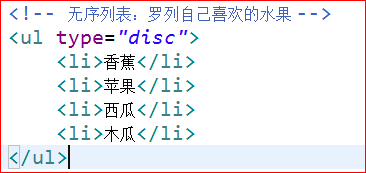 <!-- 无序列表：罗列自己喜欢的水果-->
<ul type="disc">
    <li>香蕉</li>
    <li>苹果</li>
    <li>西瓜</li>
    <li>木瓜</li>
</ul>